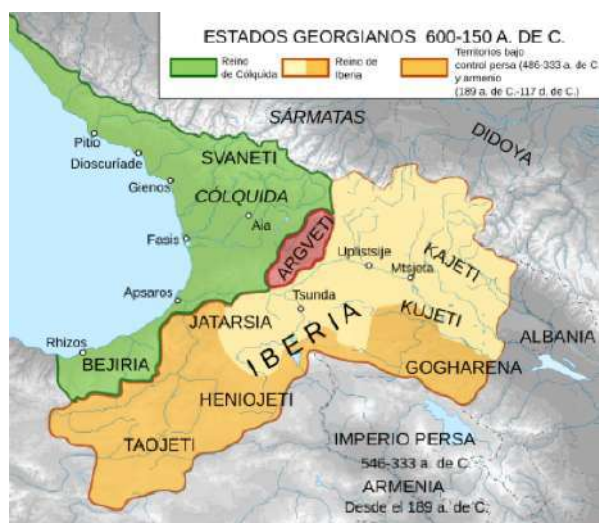 ESTADOS GEORGIANOS 600-150 A. DE C.
Reino
de Cólquida
Reino de
Iberia
Territorios bajo
control persa (486-333 a. de C
y armenio
(189 a. de C.-117 d. de C.)
SÁRMATAS
DIDOYA
Pitio
Dioscuríade
SVANETI
Gienos
CÓLQUIDA
Aia
ARGVETI
Fasis
Uplistsije
KAJETI
Mtsjeta
Apsaros
Tsunda
JATARSIA
KUJETI
IBERIA
ALBANIA
Rhizos
BEJIRIA
GOGHARENA
HENIOJETI
TAOJETI
IMPERIO PERSA
546-333 a. de C.
ARMENIA
Desde el 189 a. de C.